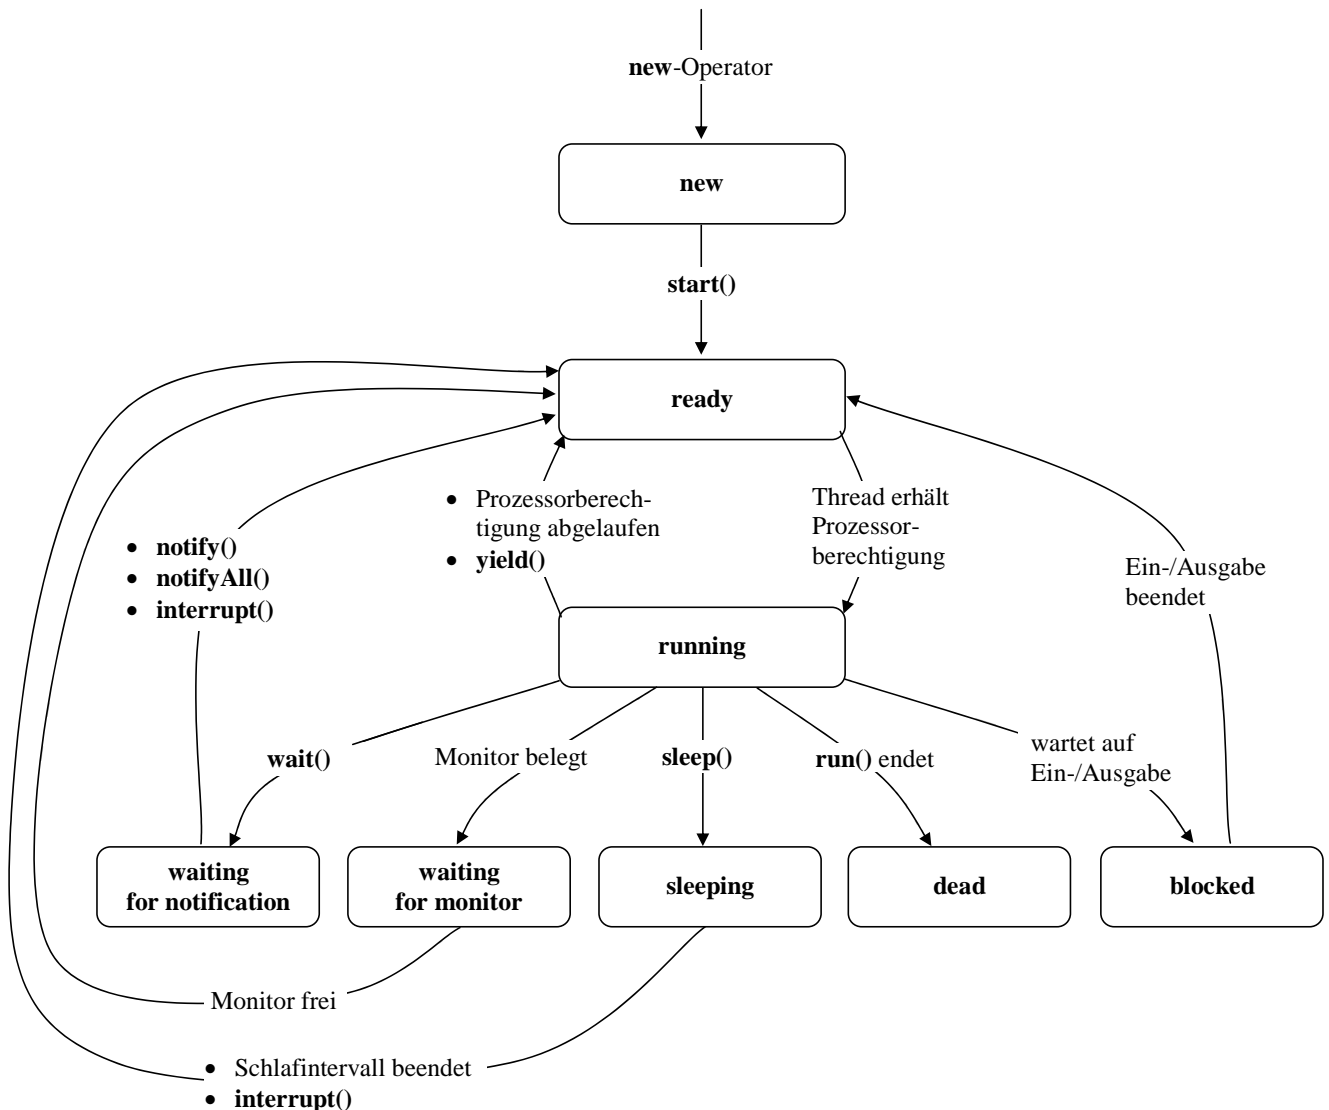 new-Operator
new
start()
ready
• Prozessorberech-
tigung abgelaufen
• yield()
Thread erhält
Prozessor-
berechtigung
• notify()
• notifyAll()
• interrupt()
Ein-/Ausgabe
beendet
running
wait()
Monitor belegt
sleep()
run() endet
wartet auf
Ein-/Ausgabe
waiting
for notification
waiting
for monitor
sleeping
dead
blocked
Monitor frei
• Schlafintervall beendet
• interrupt()